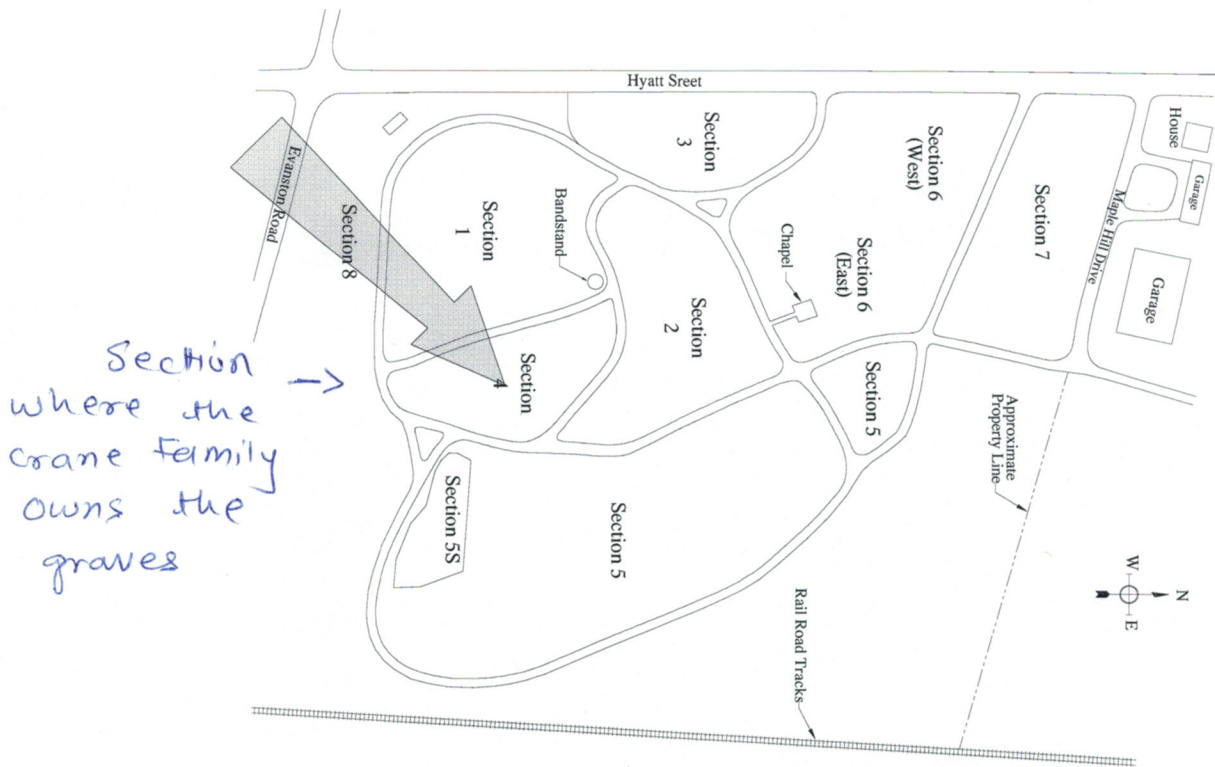 Hyatt Sreet
House
Garage
Maple Hill Drive
Garage
Section
3
Section 6
(West)
Section 7
Evanston Road
Section 8
Section
1
Bandstand
Chapel
Section 6
(East)
Section
2
Section
4
Section 5
Approximate
Property Line
Section
where the
crane Family
owns the
graves
->
Section 5S
Section 5
Rail Road Tracks
W
N
E